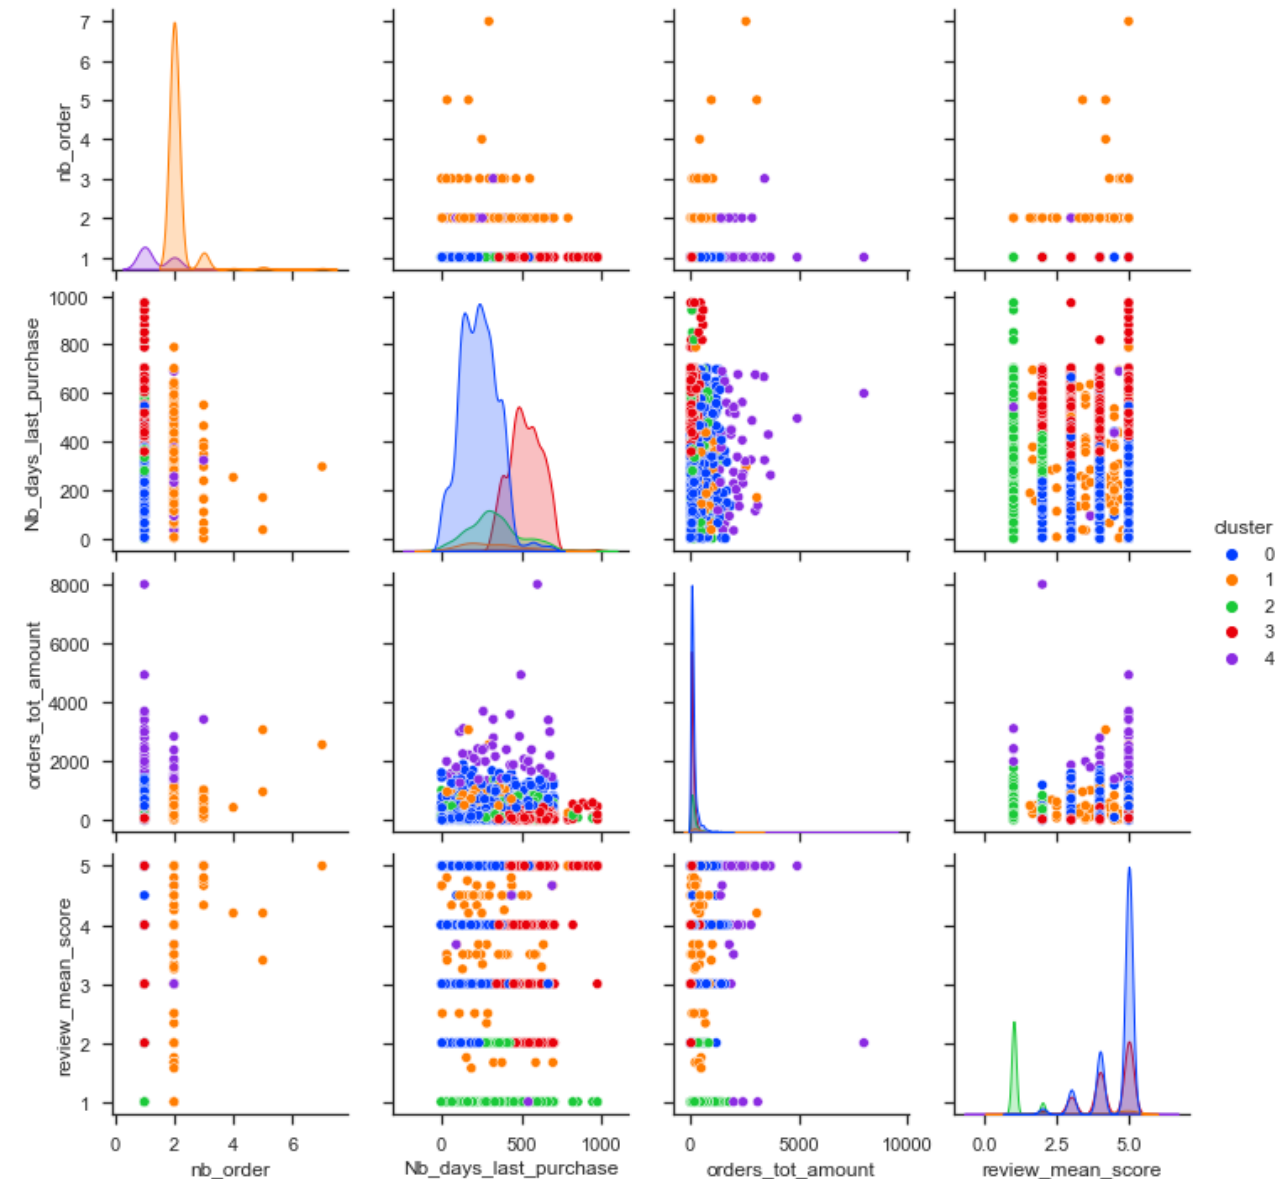 7
6
5
4
3
2
1
nb_order
1000
800
600
400
200
0
Nb_days_last_purchase
8000
6000
4000
2000
0
orders_tot_amount
5
4
3
2
1
review_mean_score
0 2 4 6
nb_order
0 500 1000
Nb_days_last_purchase
0 5000 10000
orders_tot_amount
0.0 2.5 5.0
review_mean_score
cluster
0
1
2
3
4